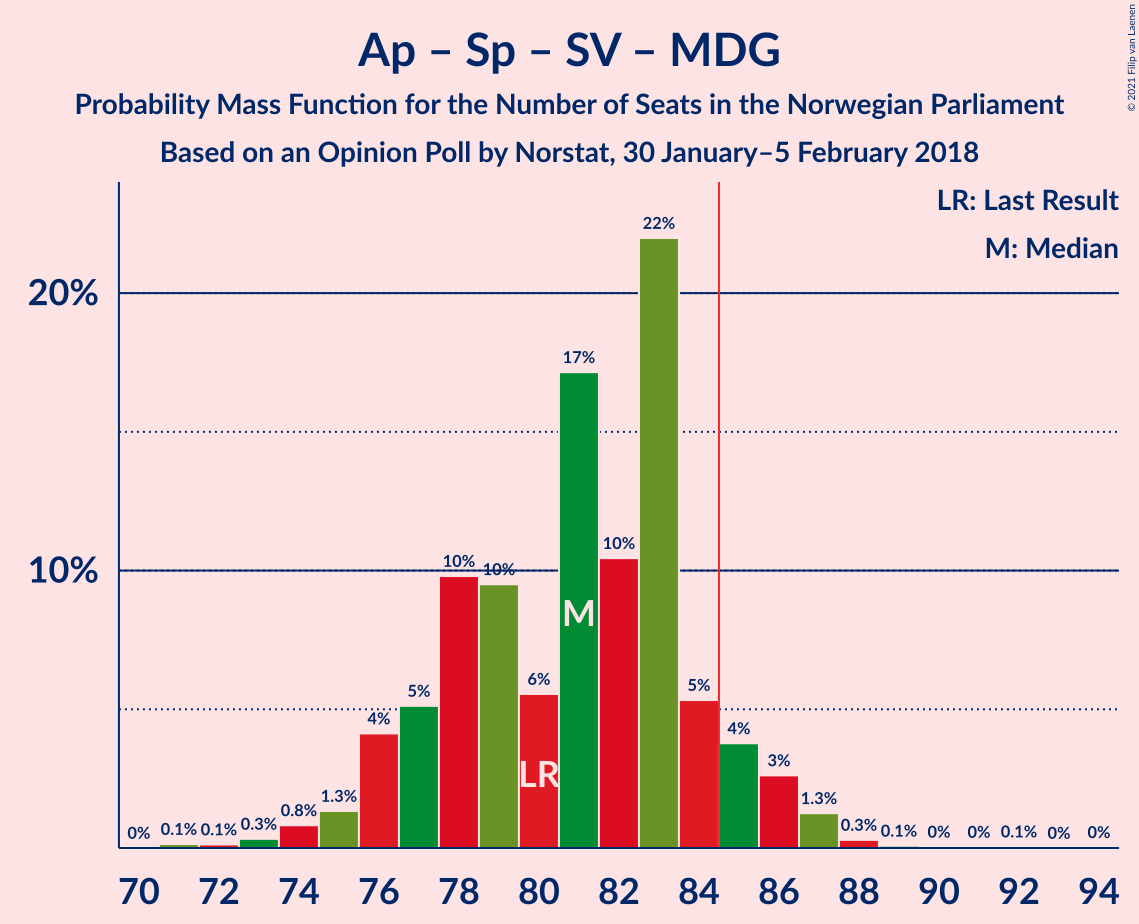 Ap – Sp – SV – MDG
Probability Mass Function for the Number of Seats in the Norwegian Parliament
Based on an Opinion Poll by Norstat, 30 January–5 February 2018
© 2021 Filip van Laenen
LR: Last Result
M: Median
20%
10%
0% 0.1% 0.1% 0.3% 0.8% 1.3% 4% 5% 10% 10% 6% 17% 10% 22% 5% 4% 3% 1.3% 0.3% 0.1% 0% 0% 0.1% 0% 0%
M
LR
70 72 74 76 78 80 82 84 86 88 90 92 94